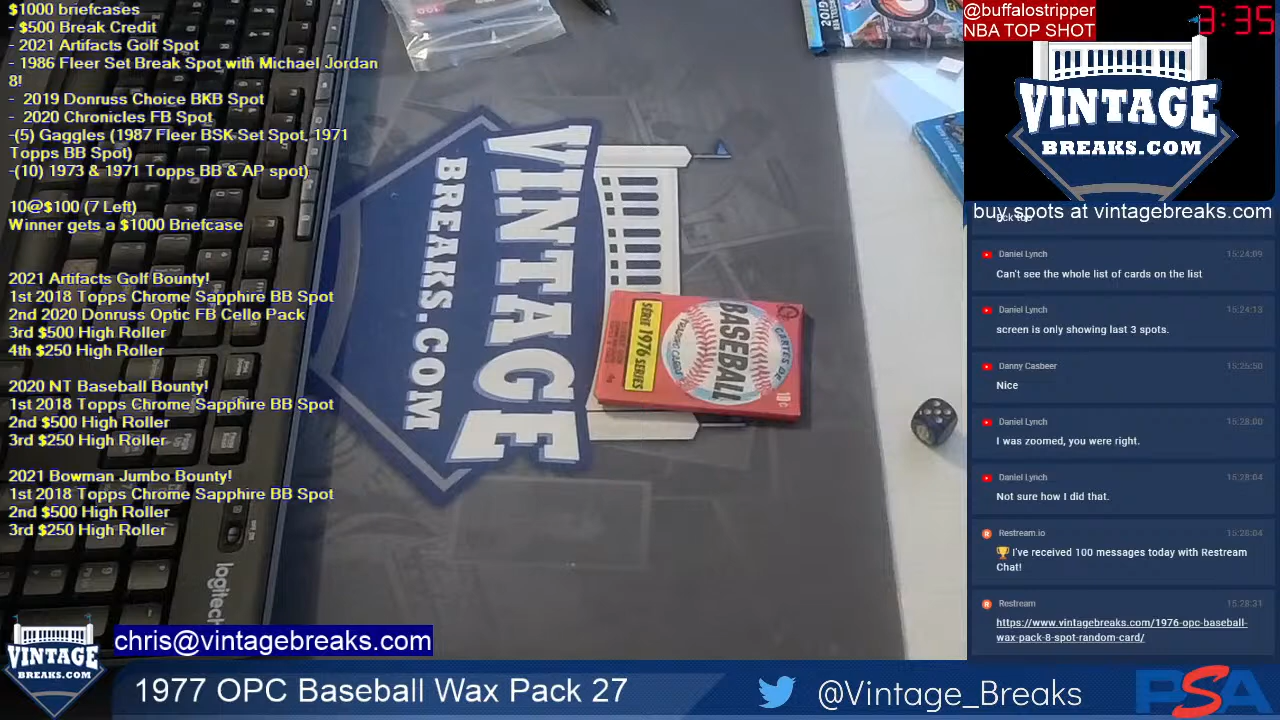 $1000 briefcases
- $500 Break Credit
- 2021 Artifacts Golf Spot
- 1986 Fleer Set Break Spot with Michael Jordan
8!
- 2019 Donruss Choice BKB Spot
- 2020 Chronicles FB Spot
-(5) Gaggles (1987 Fleer BSK Set Spot, 1971
Topps BB Spot)
-(10) 1973 & 1971 Topps BB & AP spot)
10@$100 (7 Left)
Winner gets a $1000 Briefcase
2021 Artifacts Golf Bounty!
1st 2018 Topps Chrome Sapphire BB Spot
2nd 2020 Donruss Optic FB Cello Pack
3rd $500 High Roller
4th $250 High Roller
2020 NT Baseball Bounty!
1st 2018 Topps Chrome Sapphire BB Spot
2nd $500 High Roller
3rd $250 High Roller
2021 Bowman Jumbo Bounty!
1st 2018 Topps Chrome Sapphire BB Spot
2nd $500 High Roller
3rd $250 High Roller
logitech
VINTAGE
BREAKS.COM
CARTES DE
BASEBALL
TRADING CARDS
10¢
SÉRIE 1976 SERIES
@buffalostripper
NBA TOP SHOT
3:35
VINTAGE
BREAKS.COM
buy spots at vintagebreaks.com
Daniel Lynch 15:24:09
Can't see the whole list of cards on the list
Daniel Lynch 15:24:13
screen is only showing last 3 spots.
Danny Casbeer 15:25:50
Nice
Daniel Lynch 15:28:00
I was zoomed, you were right.
Daniel Lynch 15:28:04
Not sure how I did that.
Restream.io 15:28:04
🏆 I've received 100 messages today with Restream
Chat!
Restream 15:28:31
https://www.vintagebreaks.com/1976-opc-baseball-
wax-pack-8-spot-random-card/
VINTAGE
BREAKS.COM
chris@vintagebreaks.com
1977 OPC Baseball Wax Pack 27
@Vintage_Breaks
PSA